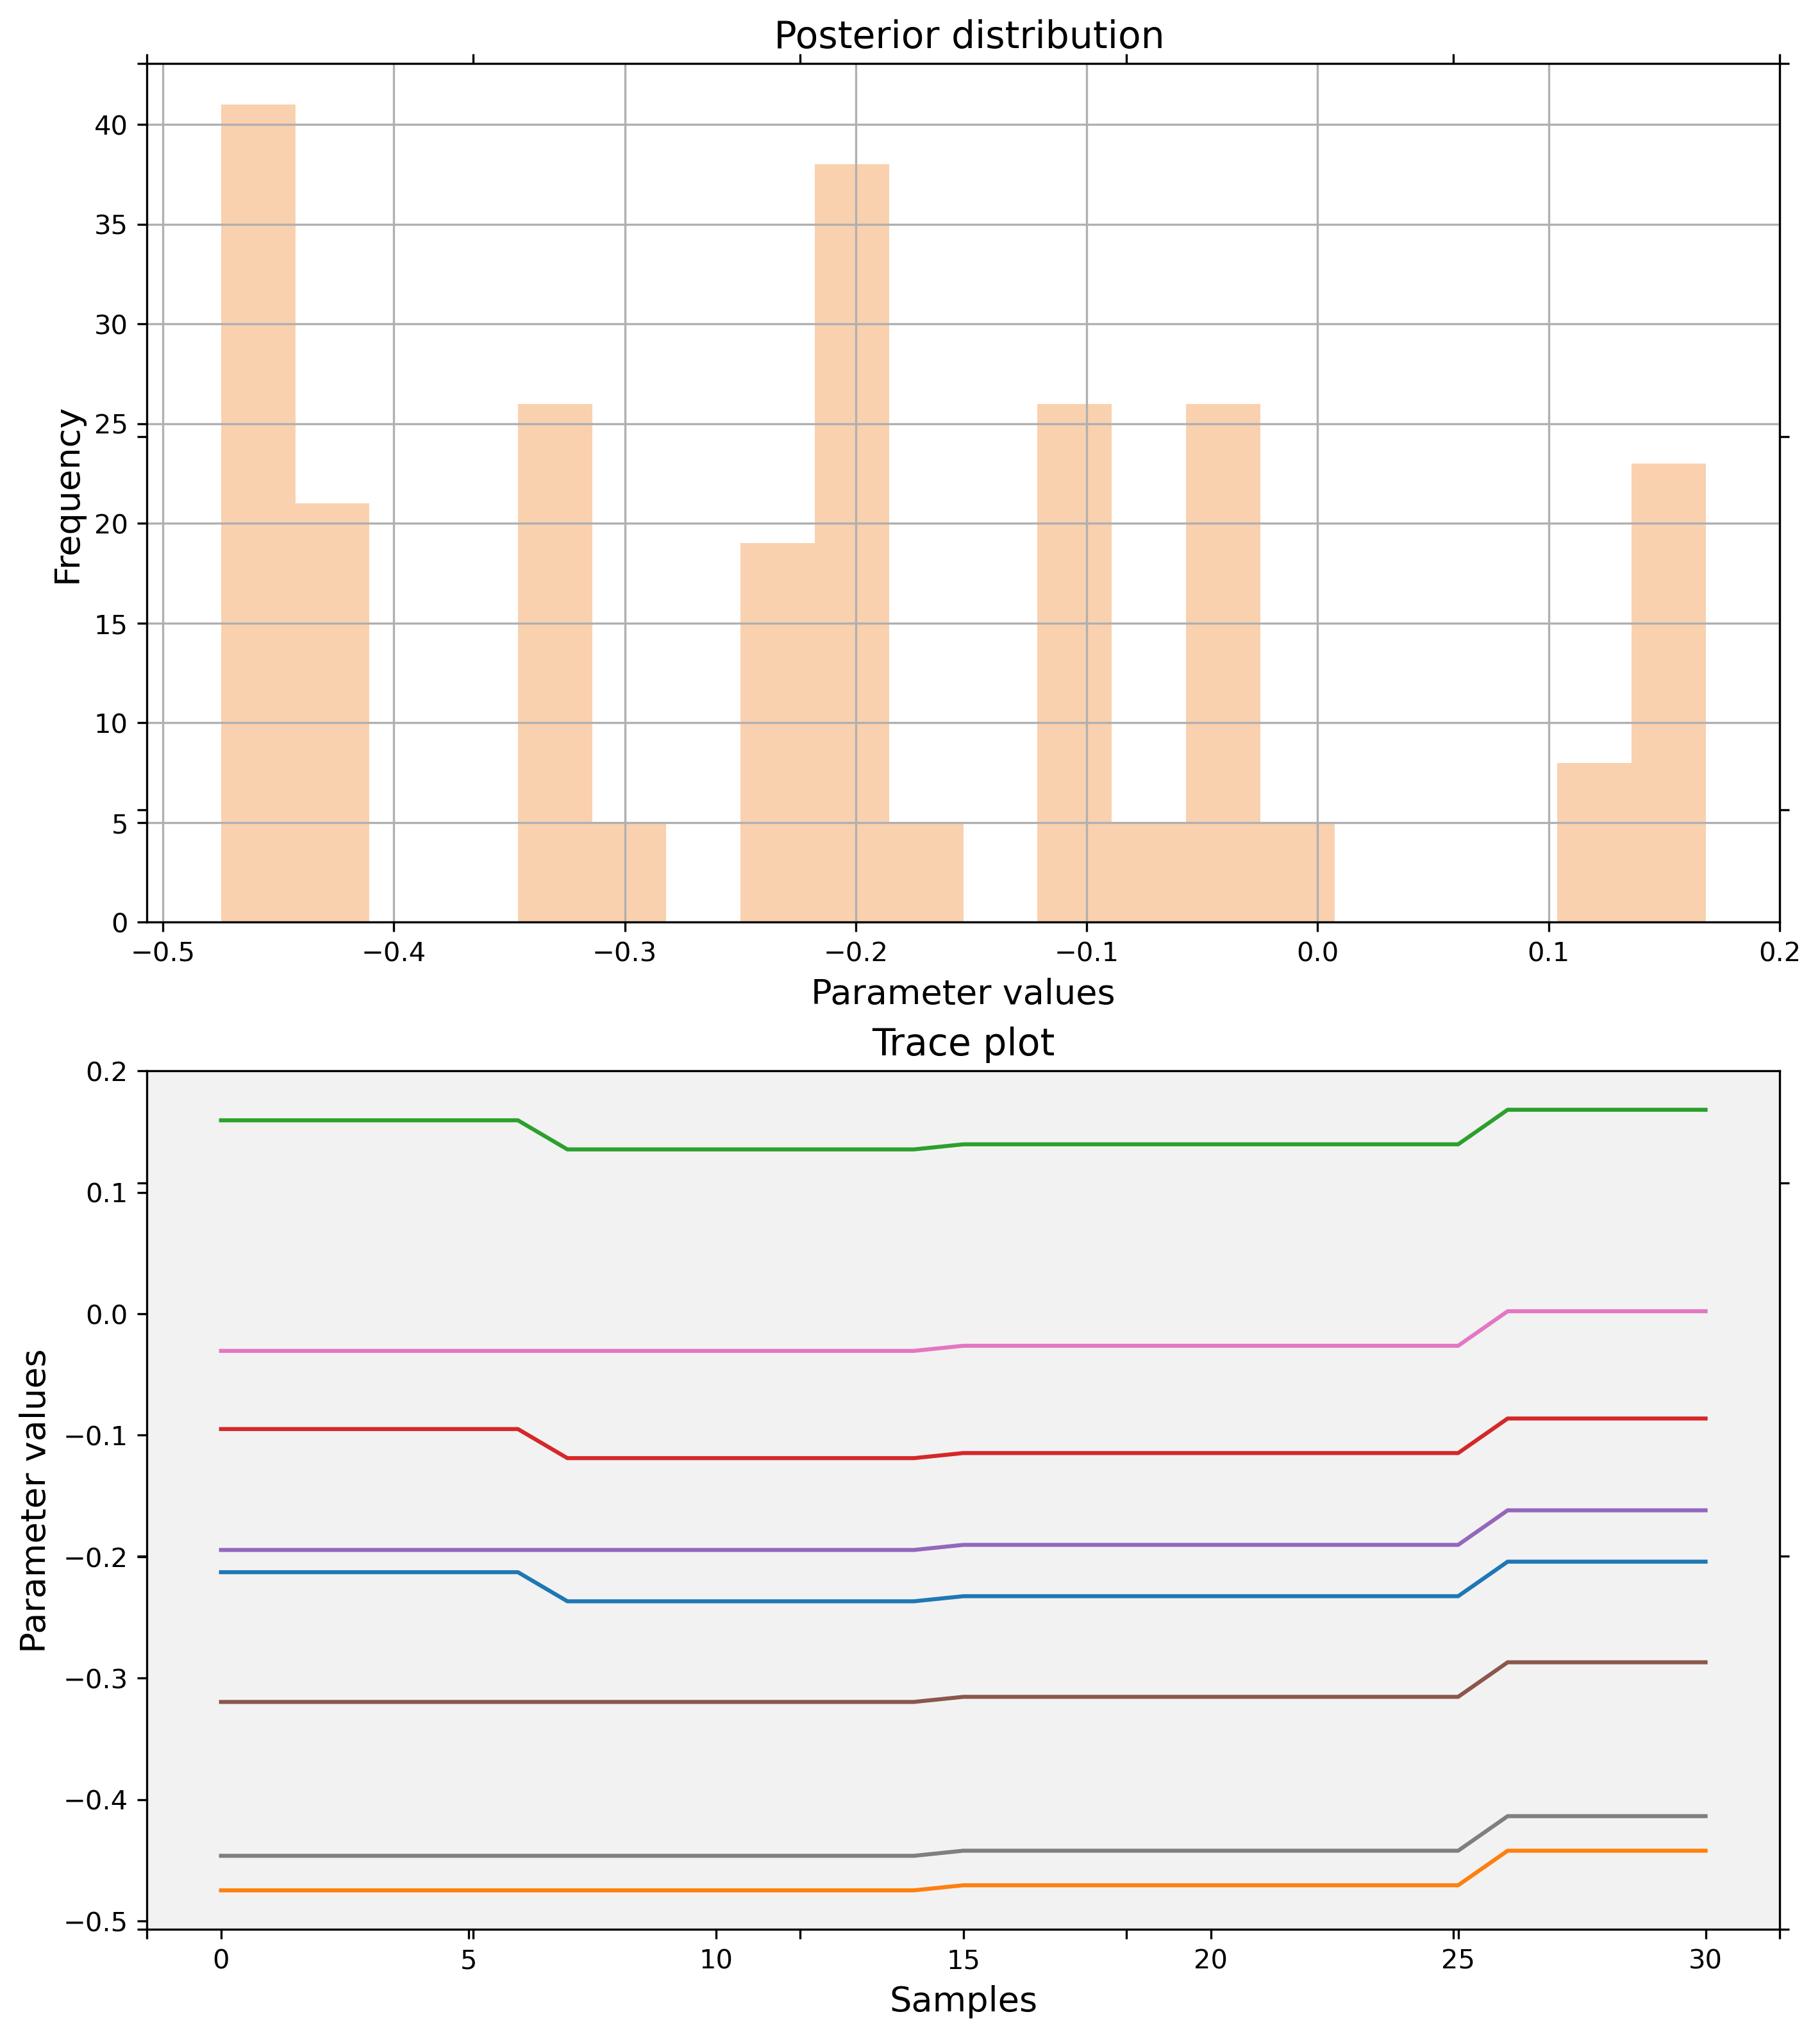 Posterior distribution
40
35
30
25
20
15
10
5
0
Frequency
−0.5 −0.4 −0.3 −0.2 −0.1 0.0 0.1 0.2
Parameter values
Trace plot
0.2
0.1
0.0
−0.1
−0.2
−0.3
−0.4
−0.5
Parameter values
0 5 10 15 20 25 30
Samples